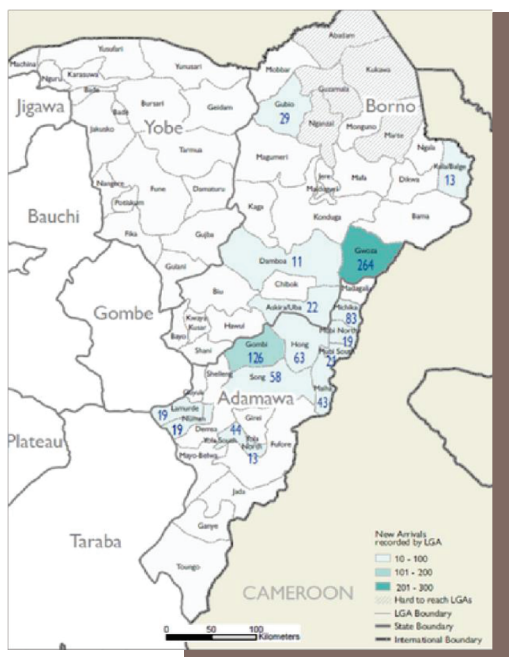 Abadam
Yusufari
Machina
Yunusari
Mobbar
Kukawa
Nguru
Karasuwa
Guzamala
Bade
Gubio
29
Borno
Jigawa
Bursari
Geidam
Bade
Yobe
Nganzai
Monguno
Marte
Jakusko
Ngala
Tarmua
Magumeri
Kala/Balge
13
Jere
Mafa
Dikwa
Maiduguri
Nangere
Fune
Damaturu
Potiskum
Kaga
Bauchi
Konduga
Bama
Fika
Gujba
Gwoza
264
Damboa 11
Gulani
Chibok
Madagali
Biu
Gombe
Askira/Uba
22
Michika
83
Kwaya
Kusar
Hawul
Mubi North
19
Bayo
Gombi
126
Hong
63
Mubi South
21
Shani
Shelleng
Song 58
Maiha
43
Adamawa
Guyuk
19
Lamurde
Numan
19
Girei
Demsa
44
Plateau
Yola South
Yola
North
13
Fufore
Mayo-Belwa
Jada
Taraba
Ganye
Toungo
CAMEROON
New Arrivals
recorded by LGA
10 - 100
101 - 200
201 - 300
Hard to reach LGAs
LGA Boundary
State Boundary
International Boundary
0 50 100
Kilometers